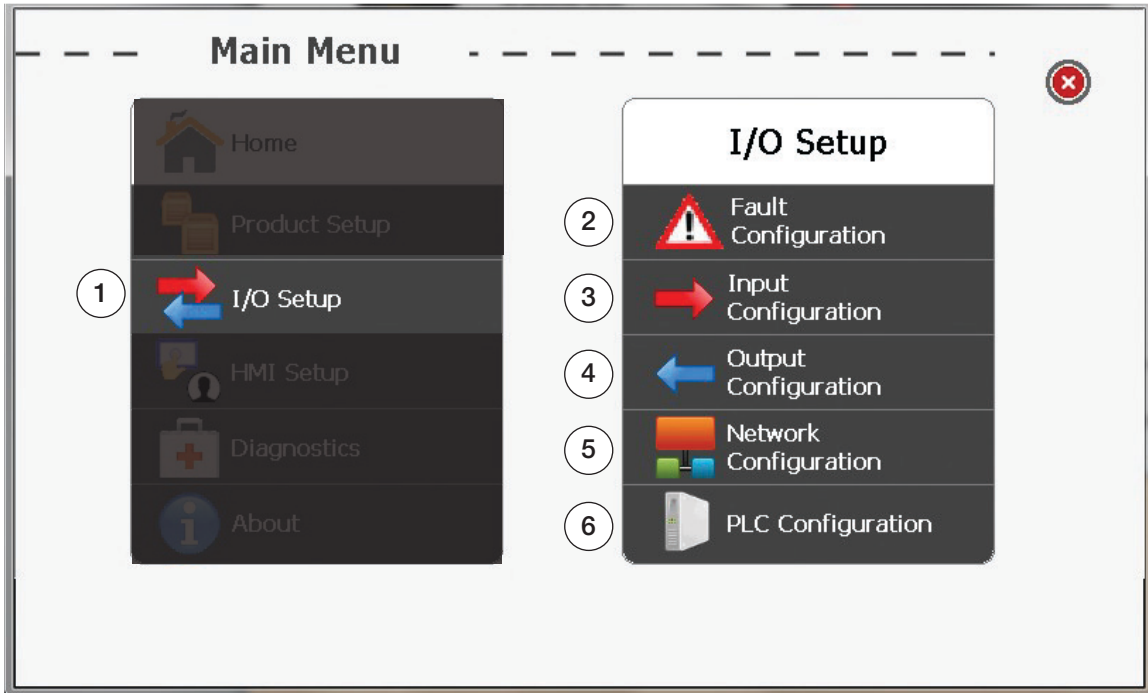 Main Menu
Home
Product Setup
1
I/O Setup
HMI Setup
Diagnostics
About
I/O Setup
2
Fault
Configuration
3
Input
Configuration
4
Output
Configuration
5
Network
Configuration
6
PLC Configuration